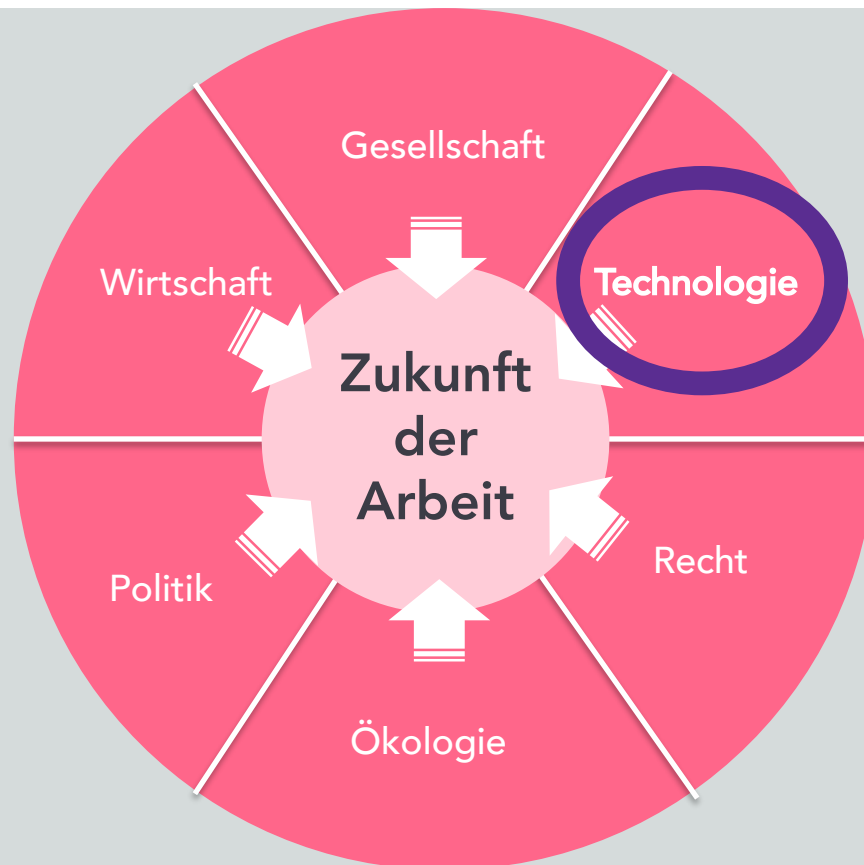 Gesellschaft
Wirtschaft
Technologie
Zukunft
der
Arbeit
Politik
Recht
Ökologie